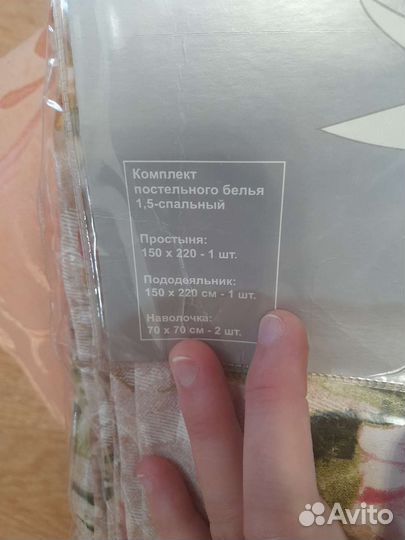 Комплект
постельного белья
1,5-спальный
Простыня:
150 х 220 - 1 шт.
Пододеяльник:
150 х 220 см - 1 шт.
Наволочка:
70 х 70 см - 2 шт.
Avito